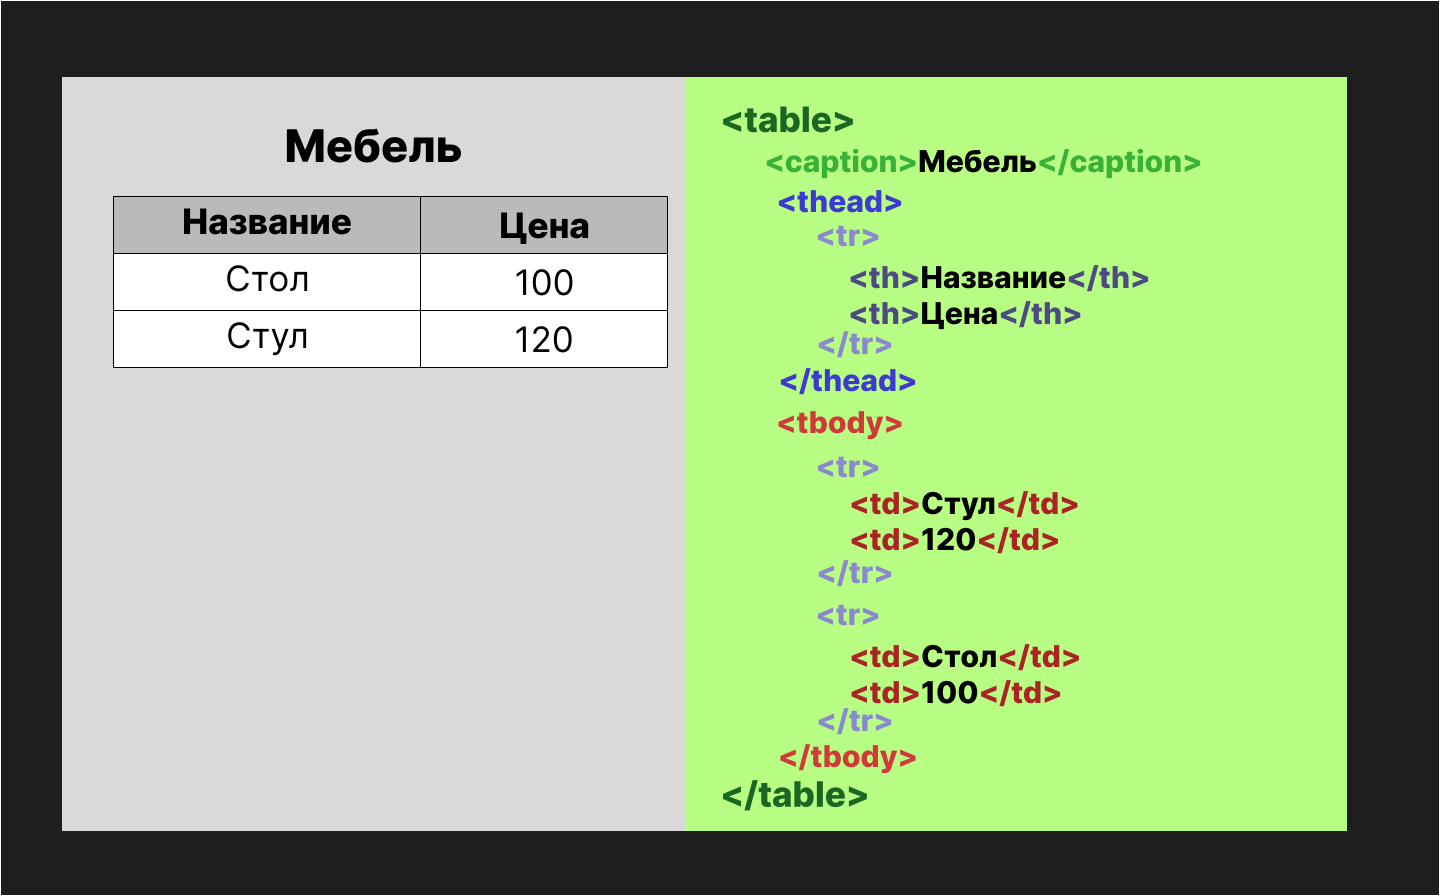 Мебель
Название Цена
Стол 100
Стул 120
<table>
<caption>Мебель</caption>
<thead>
<tr>
<th>Название</th>
<th>Цена</th>
</tr>
</thead>
<tbody>
<tr>
<td>Стул</td>
<td>120</td>
</tr>
<tr>
<td>Стол</td>
<td>100</td>
</tr>
</tbody>
</table>